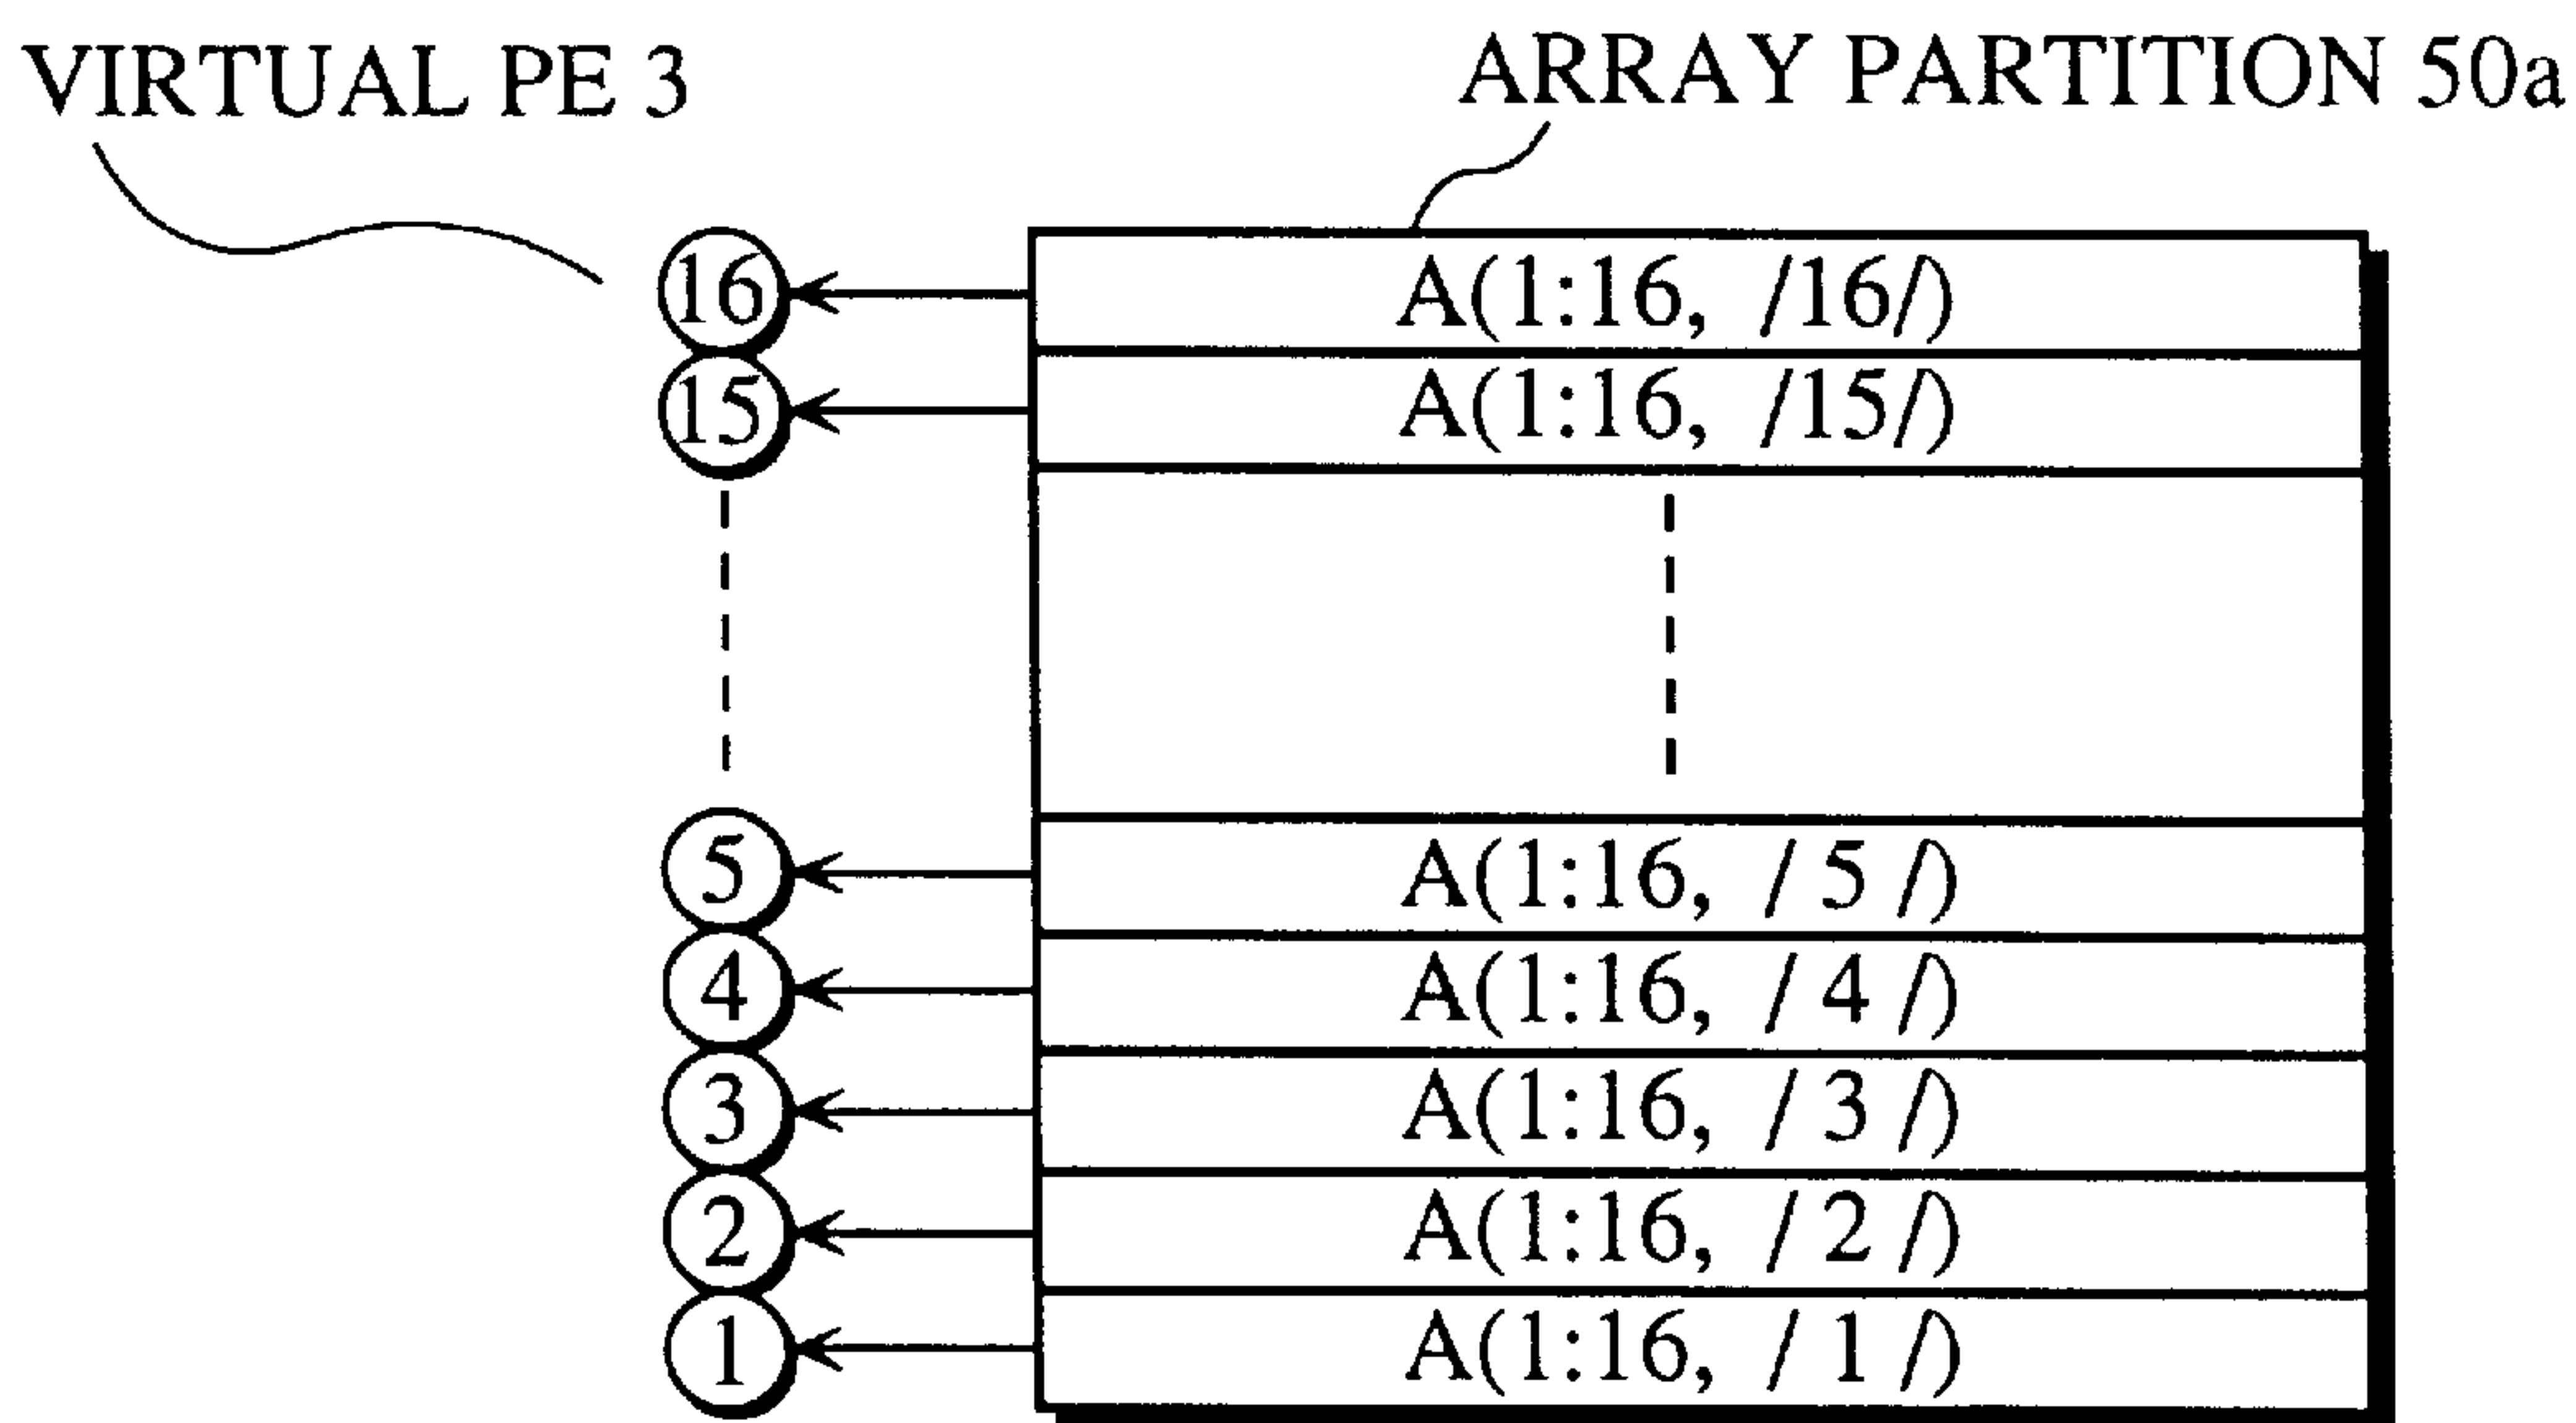 VIRTUAL PE 3
ARRAY PARTITION 50a
16
A(1:16, /16/)
15
A(1:16, /15/)
5
A(1:16, / 5 /)
4
A(1:16, / 4 /)
3
A(1:16, / 3 /)
2
A(1:16, / 2 /)
1
A(1:16, / 1 /)